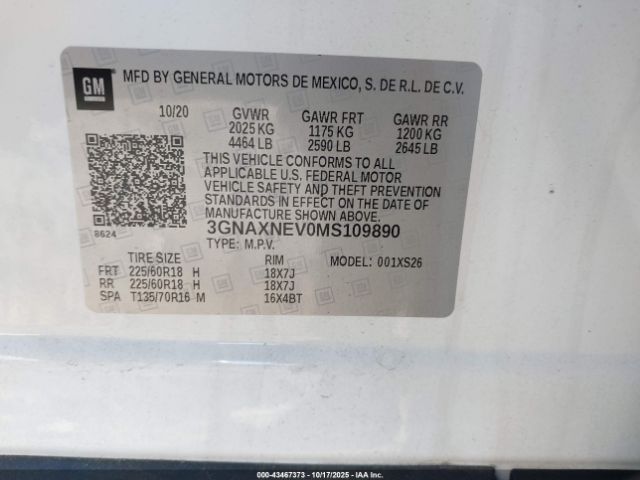 GM
MFD BY GENERAL MOTORS DE MEXICO, S. DE R.L. DE C.V.
10/20 GVWR GAWR FRT GAWR RR
2025 KG 1175 KG 1200 KG
4464 LB 2590 LB 2645 LB
THIS VEHICLE CONFORMS TO ALL
APPLICABLE U.S. FEDERAL MOTOR
VEHICLE SAFETY AND THEFT PREVENTION
STANDARDS IN EFFECT ON THE DATE OF
MANUFACTURE SHOWN ABOVE.
8624
3GNAXNEV0MS109890
TYPE: M.P.V.
TIRE SIZE RIM MODEL: 001XS26
FRT 225/60R18 H 18X7J
RR 225/60R18 H 18X7J
SPA T135/70R16 M 16X4BT
000-43467373 - 10/17/2025 - IAAI.COM